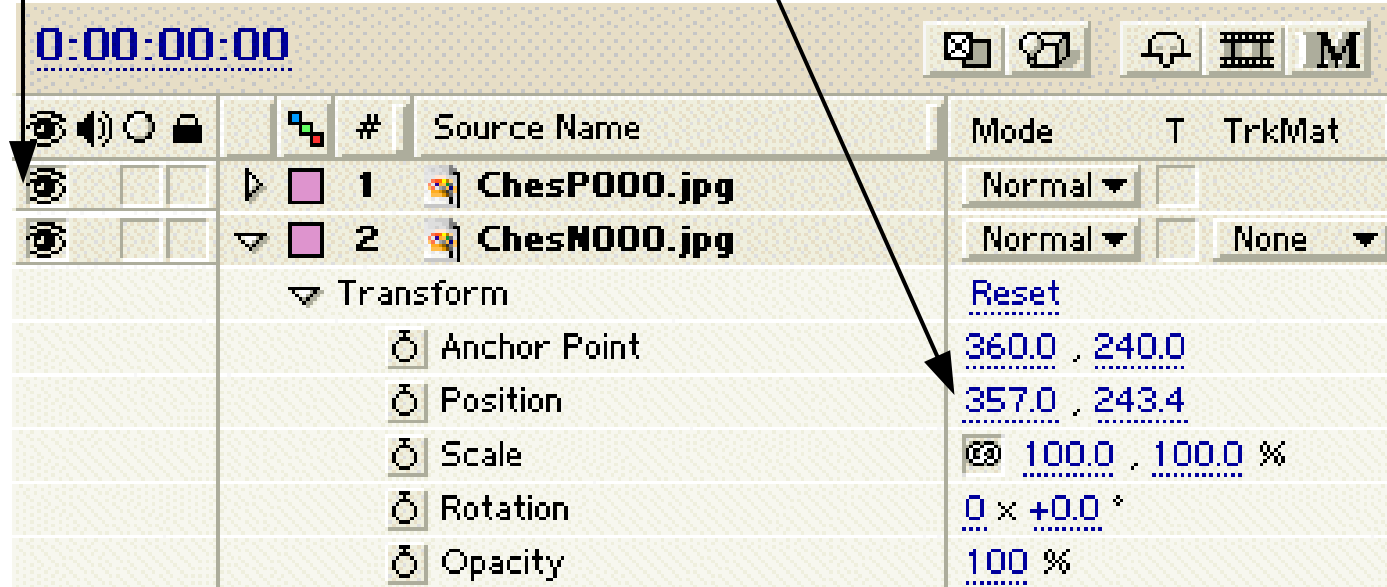 0:00:00:00 M
# Source Name Mode T TrkMat
1 ChesP000.jpg Normal
2 ChesN000.jpg Normal None
Transform Reset
Anchor Point 360.0 , 240.0
Position 357.0 , 243.4
Scale 100.0 , 100.0 %
Rotation 0 x +0.0 °
Opacity 100 %